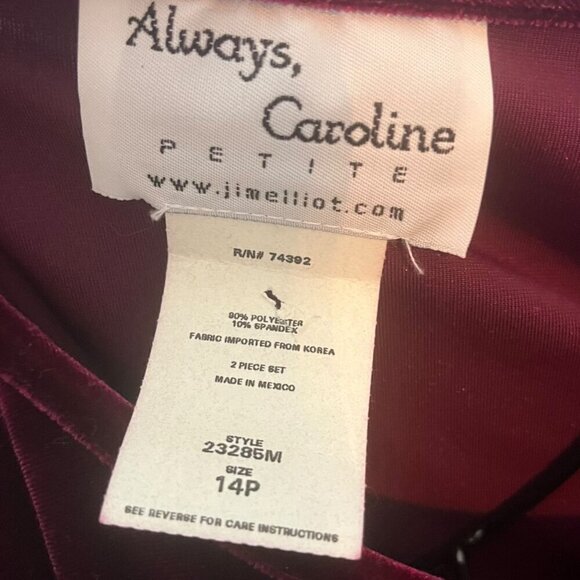 Always,
Caroline
PETITE
www.jimelliot.com
R/N# 74392
90% POLYESTER
10% SPANDEX
FABRIC IMPORTED FROM KOREA
2 PIECE SET
MADE IN MEXICO
STYLE
23285M
SIZE
14P
SEE REVERSE FOR CARE INSTRUCTIONS